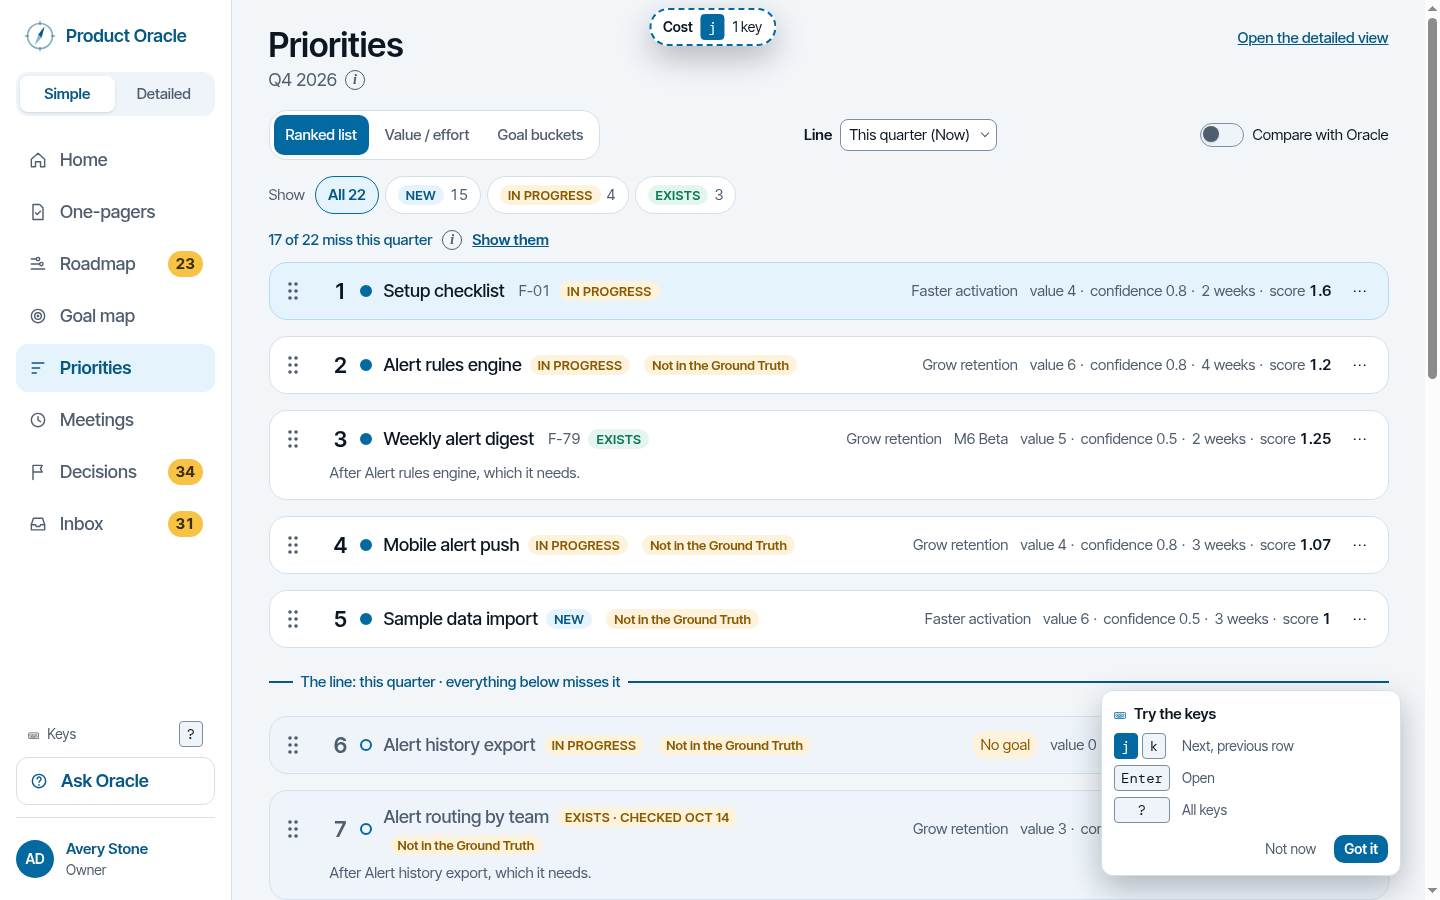 Product Oracle
Simple Detailed
Home
One-pagers
Roadmap 23
Goal map
Priorities
Meetings
Decisions 34
Inbox 31
Keys ?
Ask Oracle
AD Avery Stone
Owner
Cost j 1 key
Priorities
Open the detailed view
Q4 2026 i
Ranked list Value / effort Goal buckets
Line This quarter (Now)
Compare with Oracle
Show All 22 NEW 15 IN PROGRESS 4 EXISTS 3
17 of 22 miss this quarter i Show them
1 Setup checklist F-01 IN PROGRESS Faster activation value 4 · confidence 0.8 · 2 weeks · score 1.6 ...
2 Alert rules engine IN PROGRESS Not in the Ground Truth Grow retention value 6 · confidence 0.8 · 4 weeks · score 1.2 ...
3 Weekly alert digest F-79 EXISTS Grow retention M6 Beta value 5 · confidence 0.5 · 2 weeks · score 1.25 ...
After Alert rules engine, which it needs.
4 Mobile alert push IN PROGRESS Not in the Ground Truth Grow retention value 4 · confidence 0.8 · 3 weeks · score 1.07 ...
5 Sample data import NEW Not in the Ground Truth Faster activation value 6 · confidence 0.5 · 3 weeks · score 1 ...
The line: this quarter · everything below misses it
6 Alert history export IN PROGRESS Not in the Ground Truth No goal value 0
7 Alert routing by team EXISTS · CHECKED OCT 14 Grow retention value 3 ·
Not in the Ground Truth
After Alert history export, which it needs.
Try the keys
j k Next, previous row
Enter Open
? All keys
Not now Got it